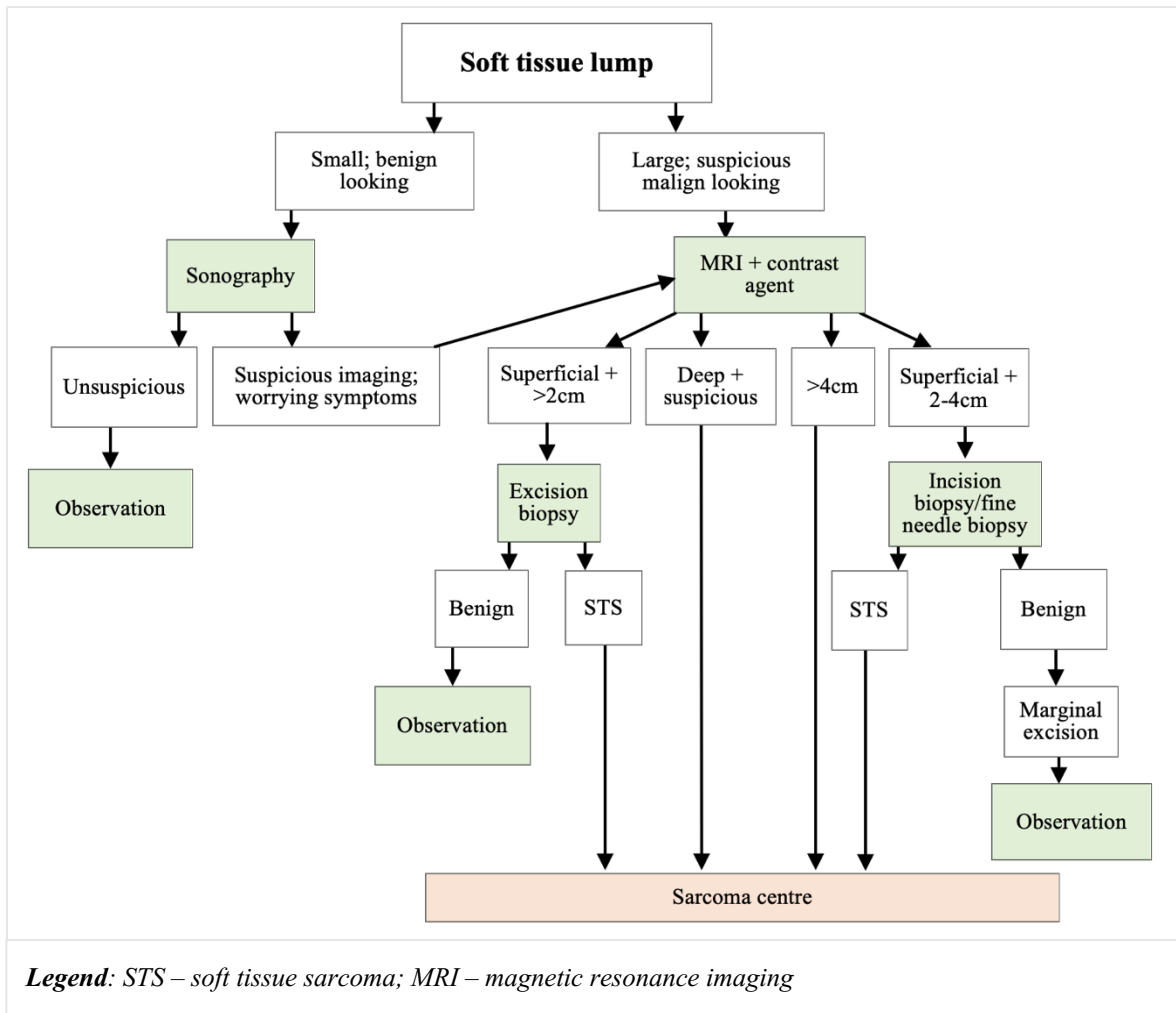 Soft tissue lump
Small; benign
looking
Large; suspicious
malign looking
Sonography
MRI + contrast
agent
Unsuspicious
Suspicious imaging;
worrying symptoms
Superficial +
>2cm
Deep +
suspicious
>4cm
Superficial +
2-4cm
Observation
Excision
biopsy
Incision
biopsy/fine
needle biopsy
Benign
STS
STS
Benign
Observation
Marginal
excision
Observation
Sarcoma centre
Legend: STS – soft tissue sarcoma; MRI – magnetic resonance imaging